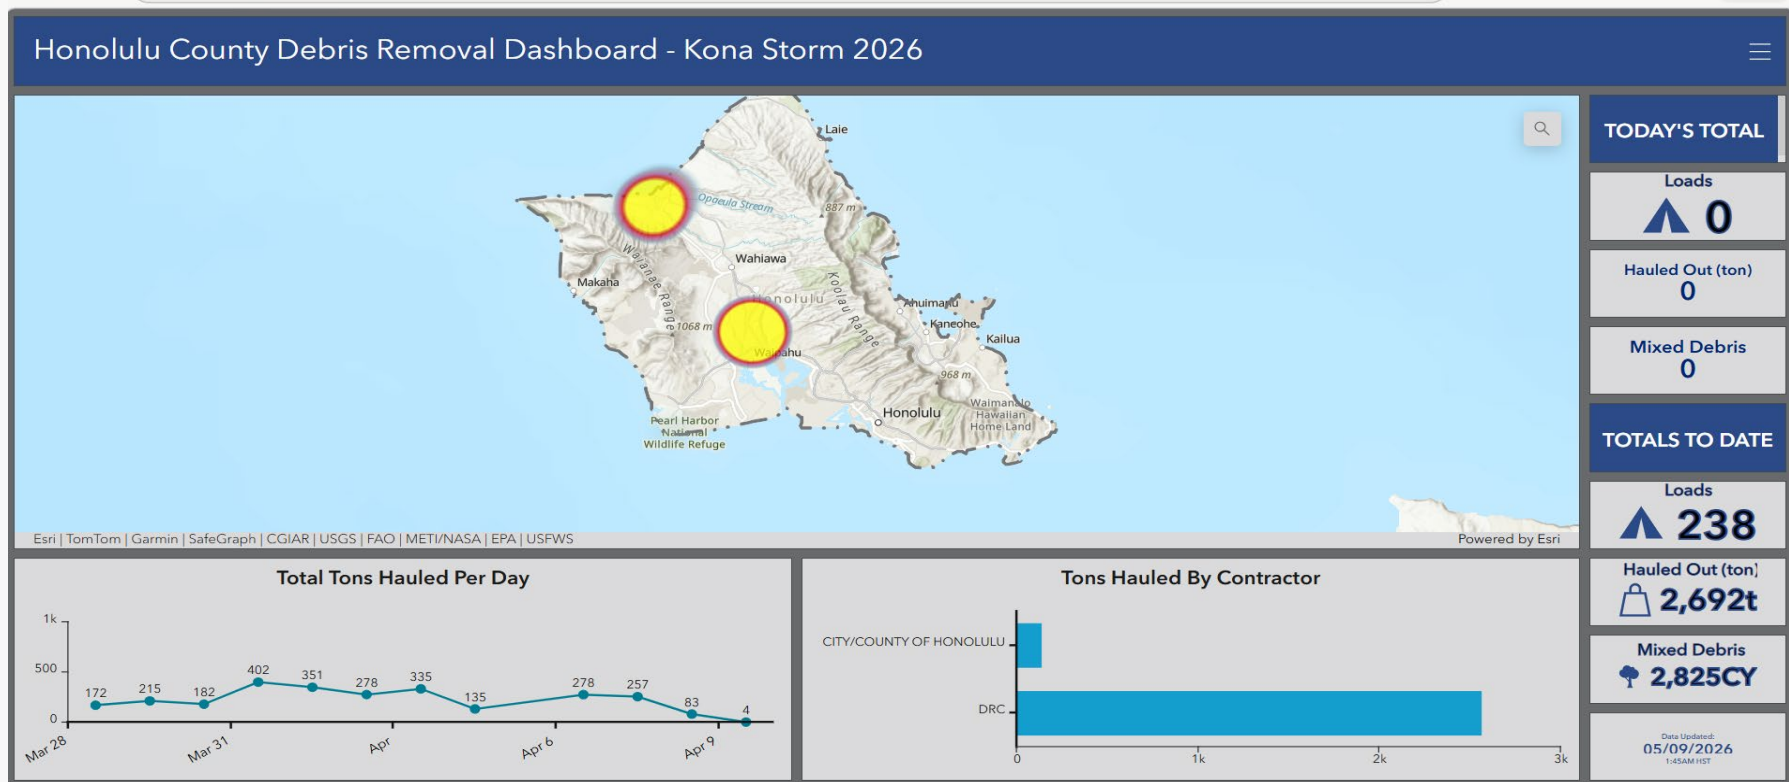 Honolulu County Debris Removal Dashboard - Kona Storm 2026
Laie
Opaeula Stream
887 m
Wahiawa
Waianae Range
Makaha
Honolulu
Koolau Range
Ahuimanu
1068 m
Kaneohe
Kailua
Waipahu
968 m
Waimanalo
Hawaiian
Home Land
Honolulu
Pearl Harbor
National
Wildlife Refuge
Esri | TomTom | Garmin | SafeGraph | CGIAR | USGS | FAO | METI/NASA | EPA | USFWS
Powered by Esri
TODAY'S TOTAL
Loads
0
Hauled Out (ton)
0
Mixed Debris
0
TOTALS TO DATE
Loads
238
Hauled Out (ton)
2,692t
Mixed Debris
2,825CY
Data Updated:
05/09/2026
1:45AM HST
Total Tons Hauled Per Day
1k
500
0
172
215
182
402
351
278
335
135
278
257
83
4
Mar 28
Mar 31
Apr
Apr 6
Apr 9
Tons Hauled By Contractor
CITY/COUNTY OF HONOLULU
DRC
0
1k
2k
3k